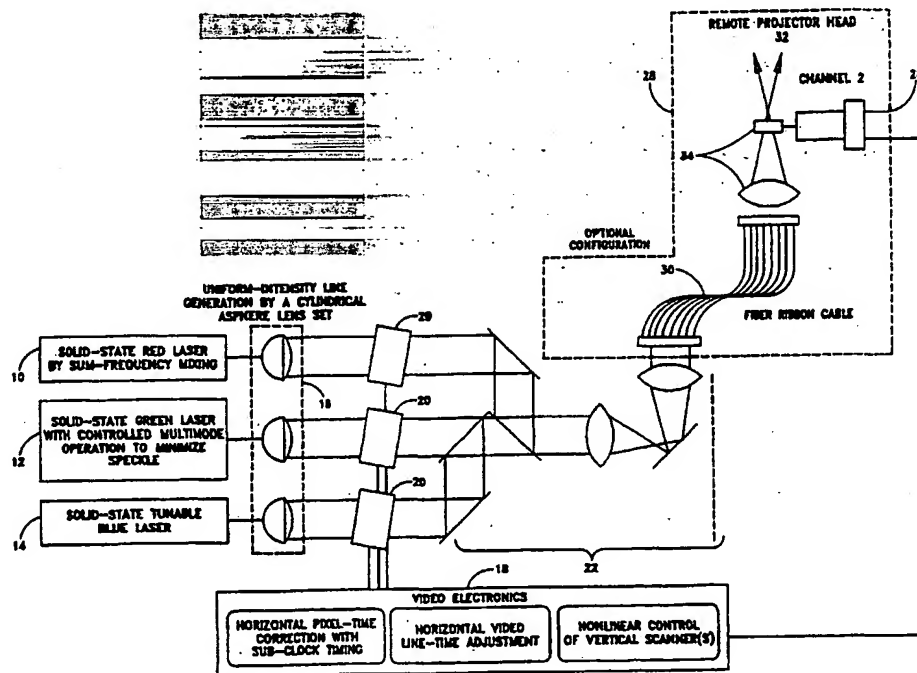 REMOTE PROJECTOR HEAD
32
CHANNEL 2
28
2
34
OPTIONAL
CONFIGURATION
30
FIBER RIBBON CABLE
UNIFORM-INTENSITY LINE
GENERATION BY A CYLINDRICAL
ASPHERE LENS SET
29
SOLID-STATE RED LASER
BY SUM-FREQUENCY MIXING
10
16
20
SOLID-STATE GREEN LASER
WITH CONTROLLED MULTIMODE
OPERATION TO MINIMIZE
SPECKLE
12
20
SOLID-STATE TUNABLE
BLUE LASER
14
22
18
VIDEO ELECTRONICS
HORIZONTAL PIXEL-TIME
CORRECTION WITH
SUB-CLOCK TIMING
HORIZONTAL VIDEO
LINE-TIME ADJUSTMENT
NONLINEAR CONTROL
OF VERTICAL SCANNER(S)